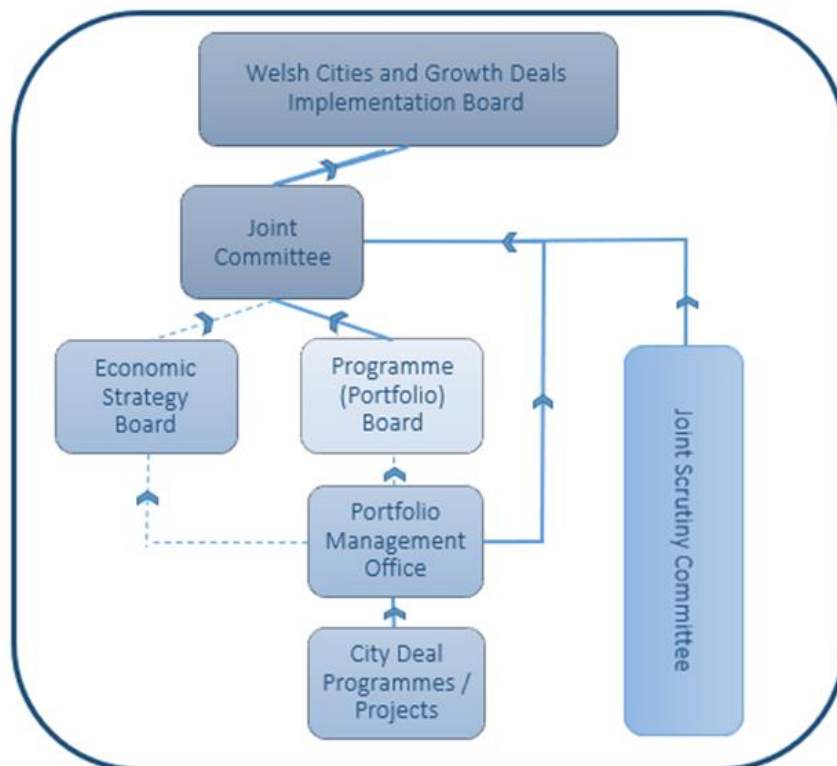 Welsh Cities and Growth Deals
Implementation Board
Joint
Committee
Economic
Strategy
Board
Programme
(Portfolio)
Board
Portfolio
Management
Office
City Deal
Programmes /
Projects
Joint Scrutiny Committee